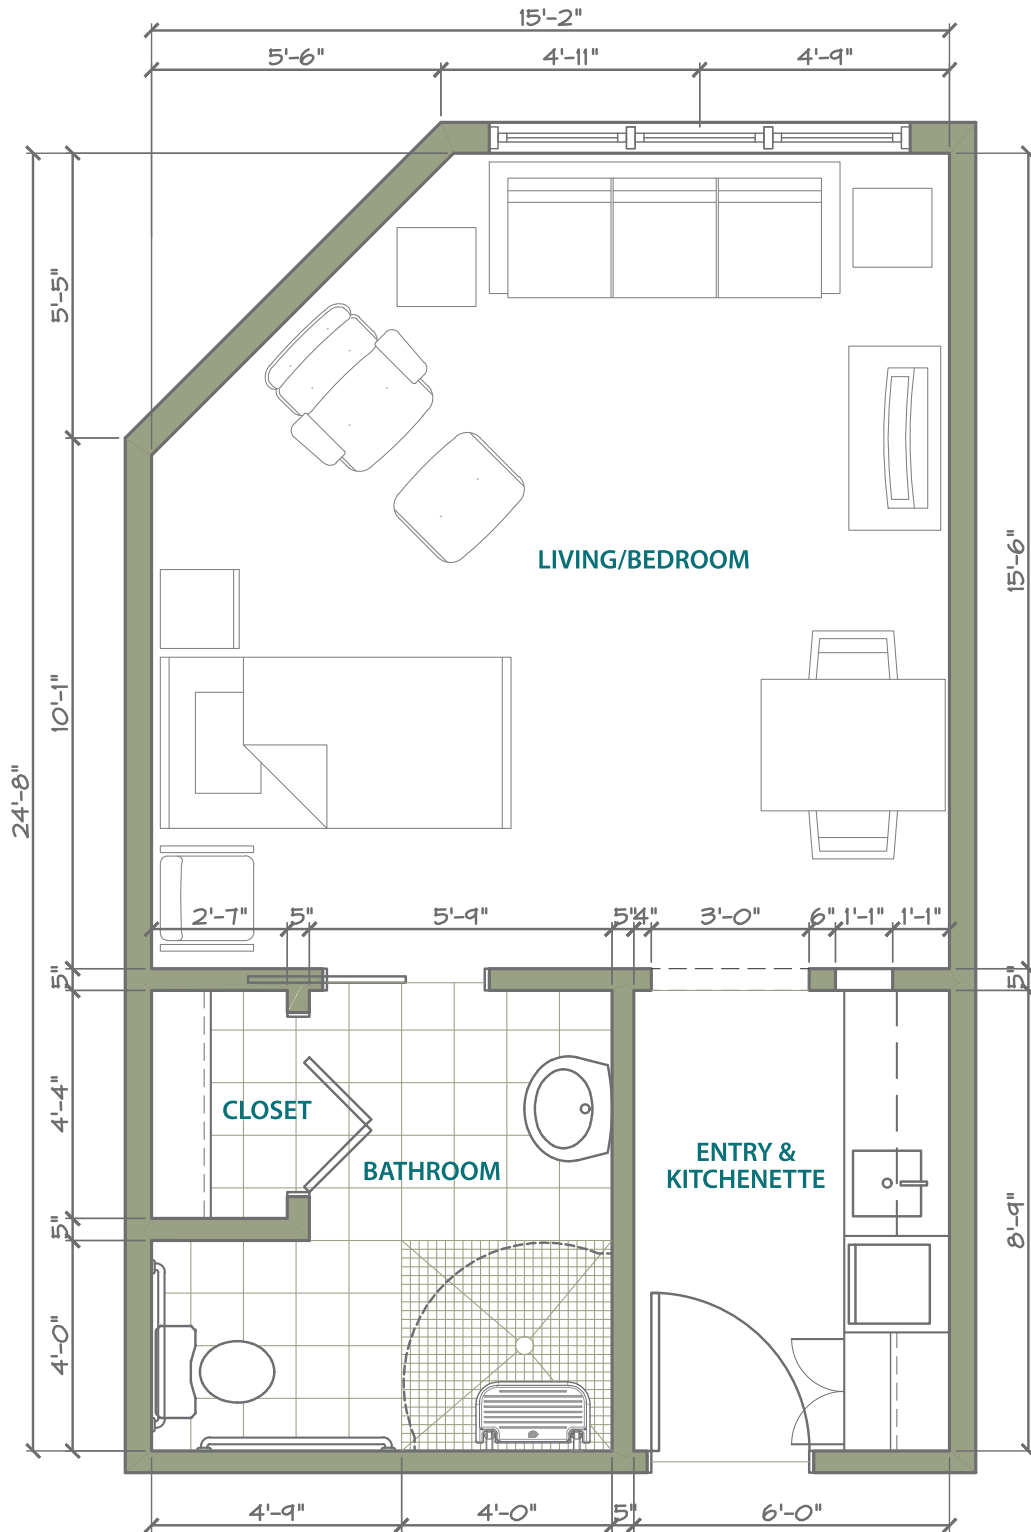 15'-2"
5'-6" 4'-11" 4'-9"
5'-5"
15'-6"
LIVING/BEDROOM
10'-1"
24'-8"
2'-7" 5" 5'-9" 5" 4" 3'-0" 6" 1'-1" 1'-1"
5" 5"
4'-4"
CLOSET
BATHROOM
ENTRY &
KITCHENETTE
5"
8'-9"
4'-0"
4'-9" 4'-0" 5" 6'-0"